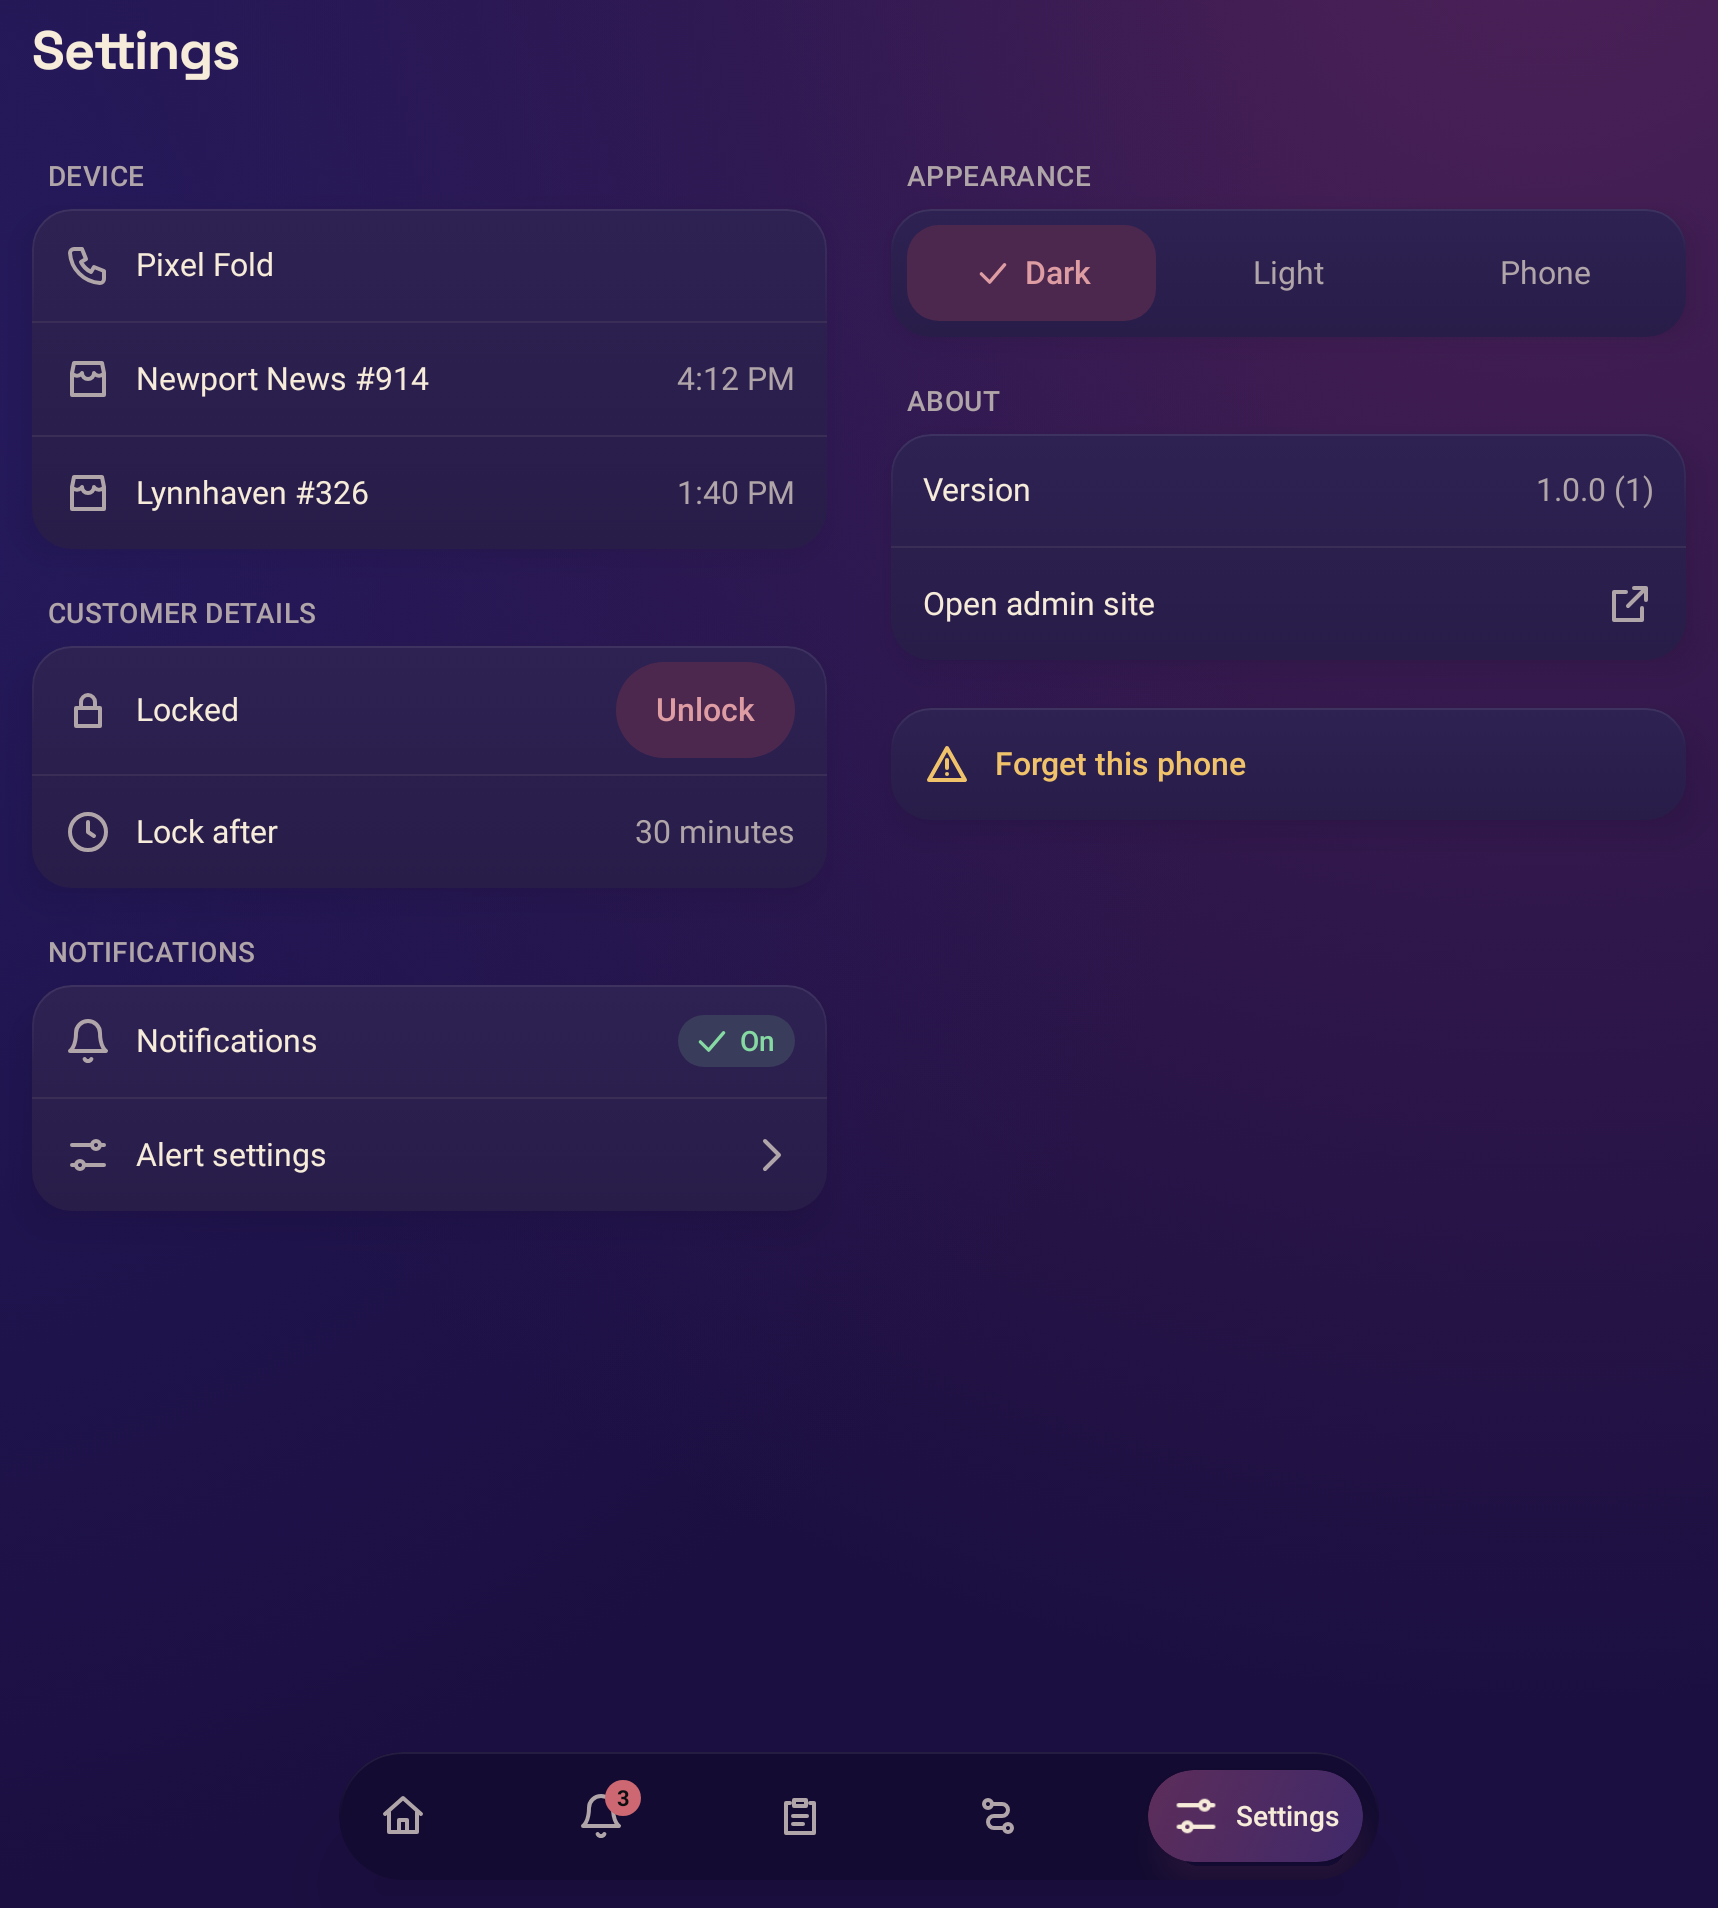 Settings
DEVICE
Pixel Fold
Newport News #914 4:12 PM
Lynnhaven #326 1:40 PM
CUSTOMER DETAILS
Locked Unlock
Lock after 30 minutes
NOTIFICATIONS
Notifications On
Alert settings
APPEARANCE
Dark Light Phone
ABOUT
Version 1.0.0 (1)
Open admin site
Forget this phone
3
Settings